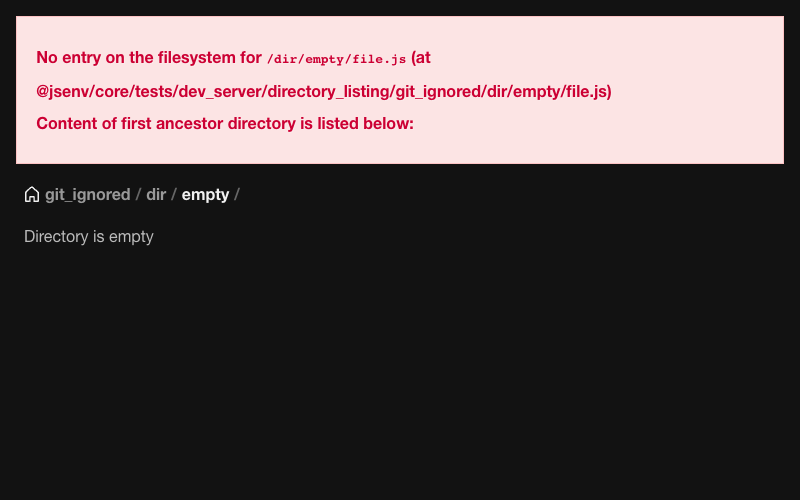 No entry on the filesystem for /dir/empty/file.js (at
@jsenv/core/tests/dev_server/directory_listing/git_ignored/dir/empty/file.js)
Content of first ancestor directory is listed below:
git_ignored / dir / empty /
Directory is empty